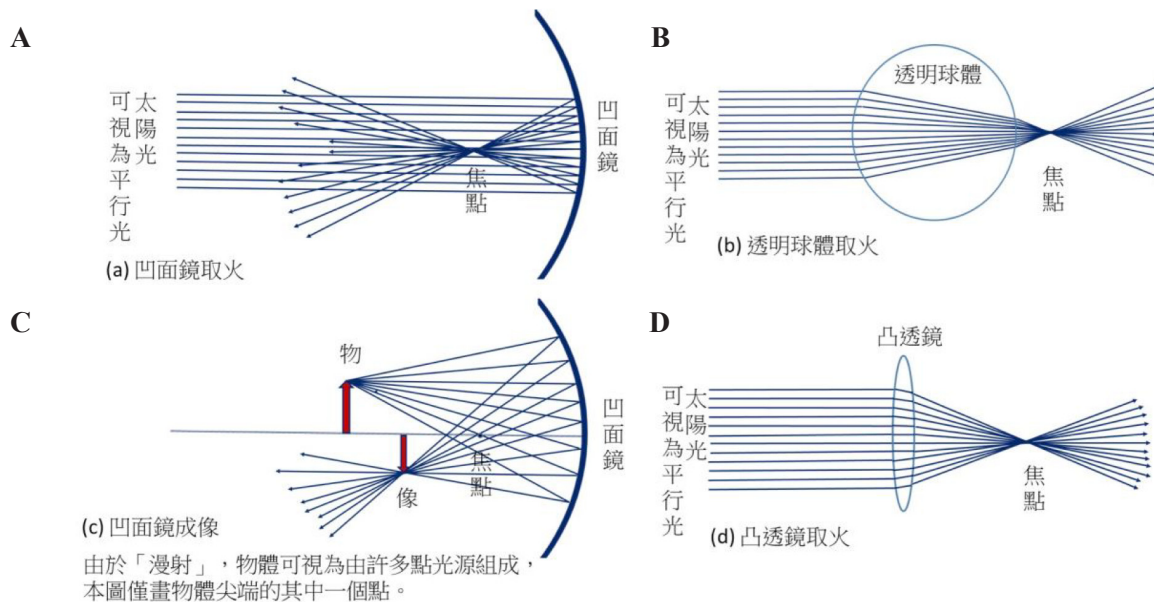 A
太陽光
可視為平行光
焦點
凹面鏡
(a) 凹面鏡取火
B
透明球體
太陽光
可視為平行光
焦點
(b) 透明球體取火
C
物
像
焦點
凹面鏡
(c) 凹面鏡成像
由於「漫射」，物體可視為由許多點光源組成，
本圖僅畫物體尖端的其中一個點。
D
凸透鏡
太陽光
可視為平行光
焦點
(d) 凸透鏡取火